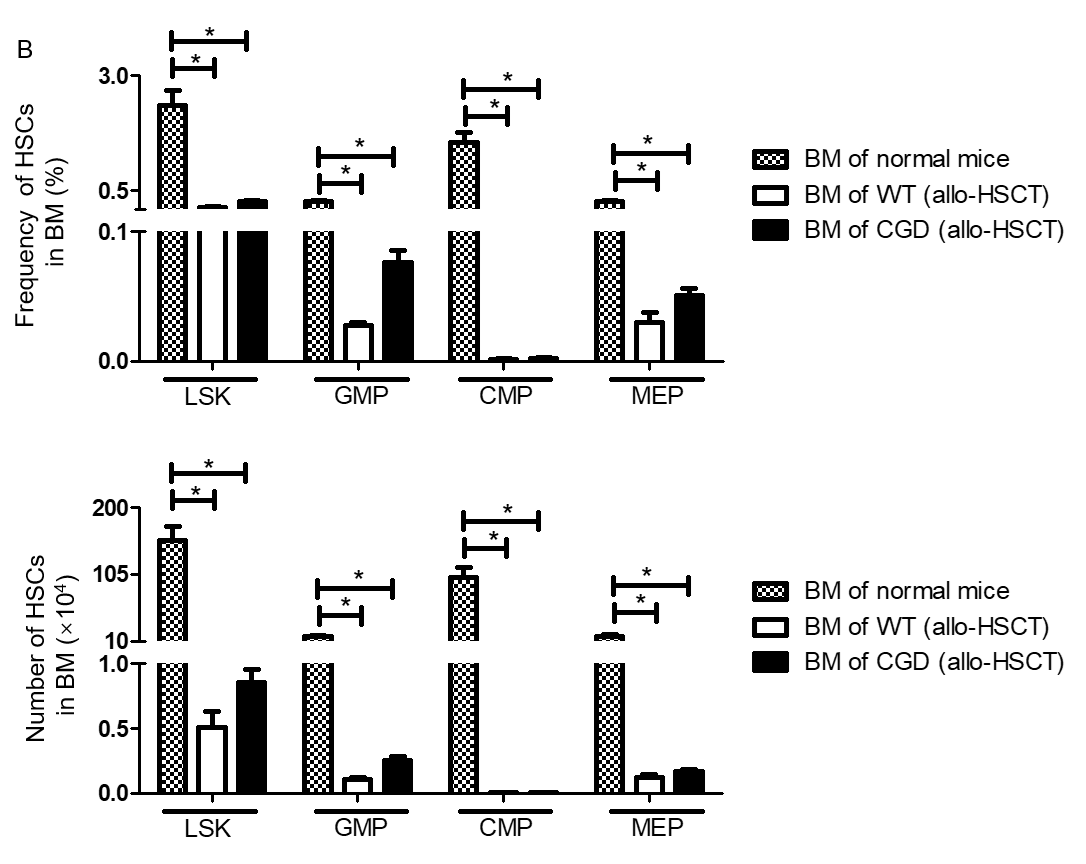 B
Frequency of HSCs
in BM (%)
3.0
0.5
0.1
0.0
* *
* *
* *
* *
LSK GMP CMP MEP
BM of normal mice
BM of WT (allo-HSCT)
BM of CGD (allo-HSCT)
Number of HSCs
in BM (×10⁴)
200
105
10
1.0
0.5
0.0
* *
* *
* *
* *
LSK GMP CMP MEP
BM of normal mice
BM of WT (allo-HSCT)
BM of CGD (allo-HSCT)